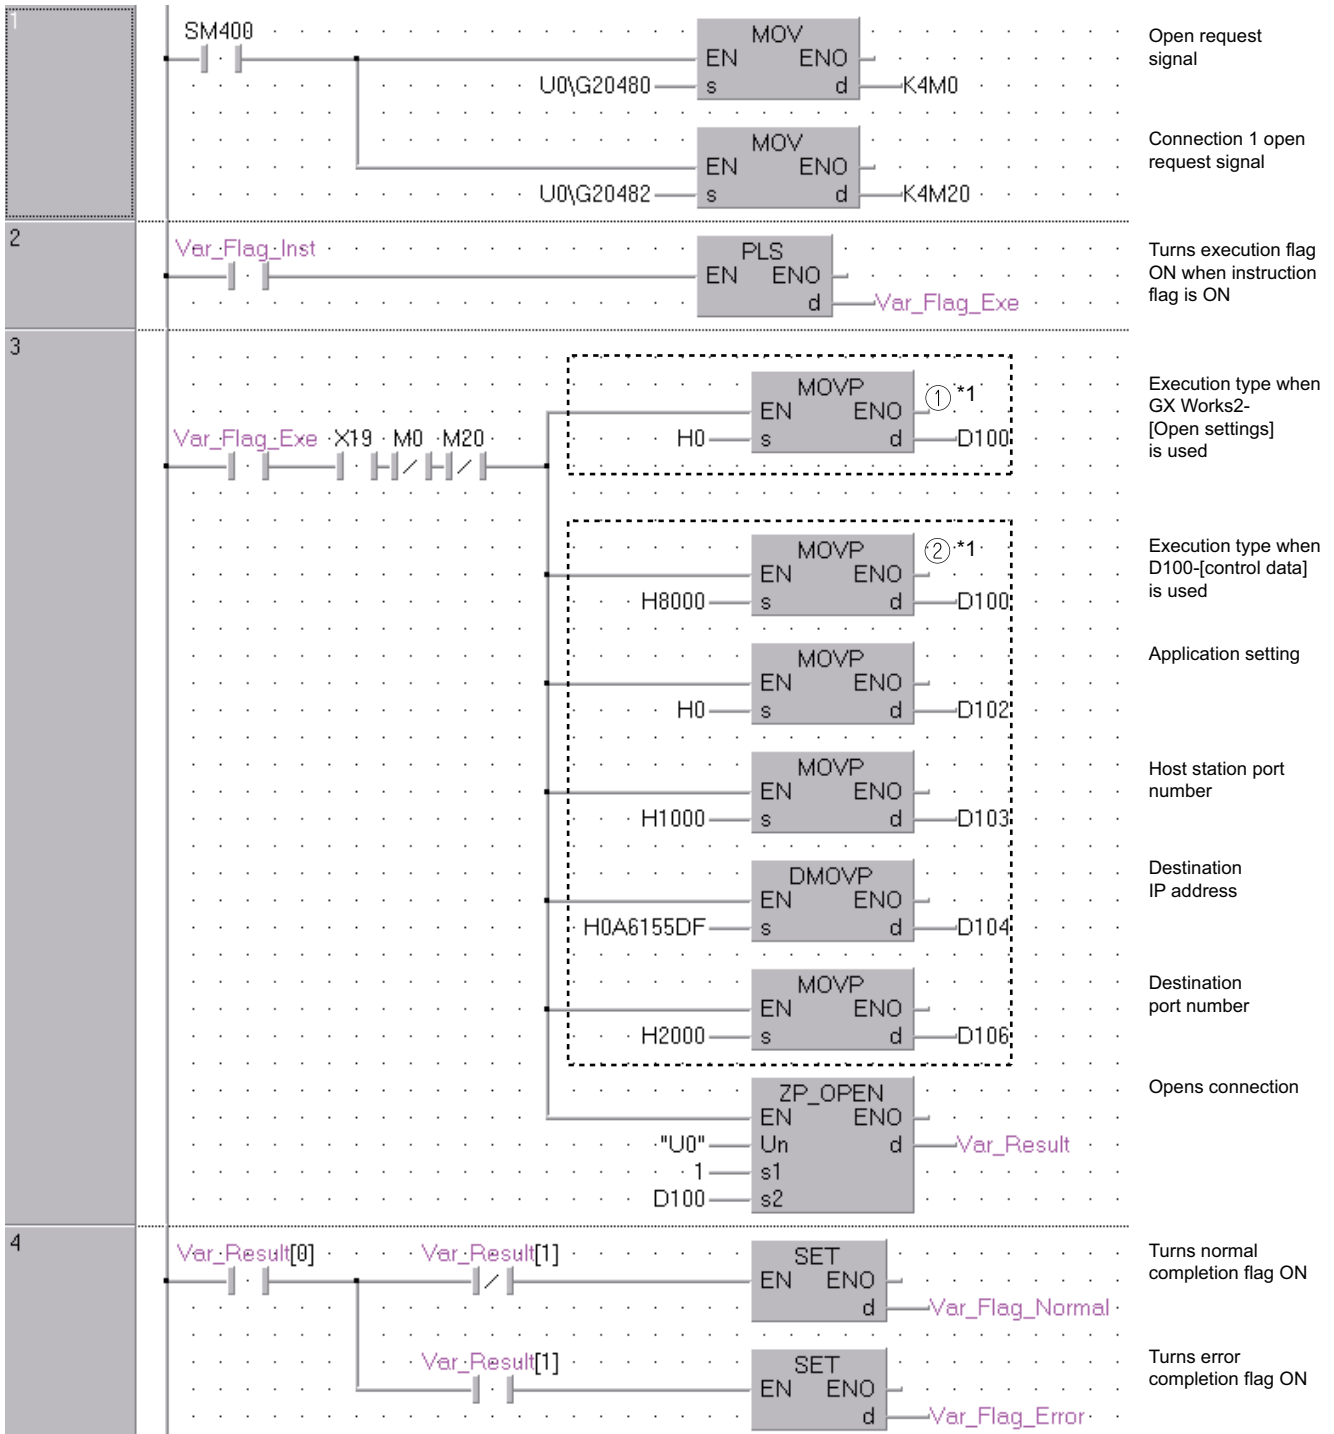 1
SM400
MOV
EN ENO
U0\G20480 s d K4M0
Open request
signal
MOV
EN ENO
U0\G20482 s d K4M20
Connection 1 open
request signal
2
Var_Flag_Inst
PLS
EN ENO
d Var_Flag_Exe
Turns execution flag
ON when instruction
flag is ON
3
Var_Flag_Exe X19 M0 M20
MOVP ① *1
EN ENO
H0 s d D100
Execution type when
GX Works2-
[Open settings]
is used
MOVP ② *1
EN ENO
H8000 s d D100
Execution type when
D100-[control data]
is used
MOVP
EN ENO
H0 s d D102
Application setting
MOVP
EN ENO
H1000 s d D103
Host station port
number
DMOVP
EN ENO
H0A6155DF s d D104
Destination
IP address
MOVP
EN ENO
H2000 s d D106
Destination
port number
ZP_OPEN
EN ENO
"U0" Un d Var_Result
1 s1
D100 s2
Opens connection
4
Var_Result[0] Var_Result[1]
SET
EN ENO
d Var_Flag_Normal
Turns normal
completion flag ON
Var_Result[1]
SET
EN ENO
d Var_Flag_Error
Turns error
completion flag ON